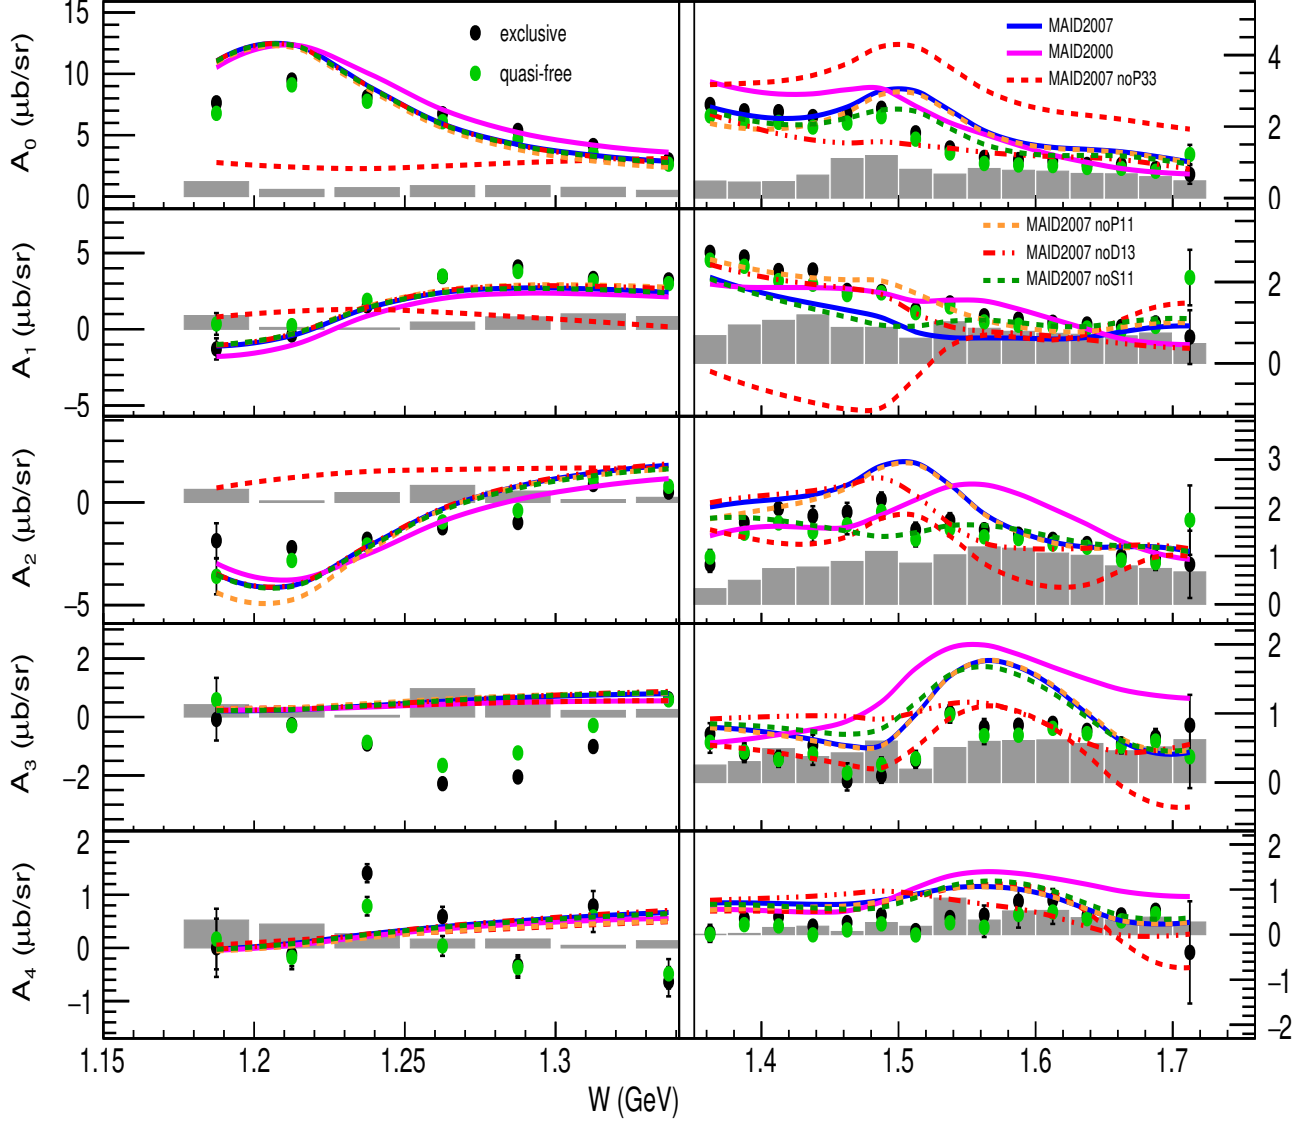 15
10
5
0
A0 (μb/sr)
exclusive
quasi-free
MAID2007
MAID2000
MAID2007 noP33
4
2
0
5
0
−5
A1 (μb/sr)
MAID2007 noP11
MAID2007 noD13
MAID2007 noS11
2
0
0
−5
A2 (μb/sr)
3
2
1
0
2
0
−2
A3 (μb/sr)
2
1
0
2
1
0
−1
A4 (μb/sr)
2
1
0
−1
−2
1.15 1.2 1.25 1.3 1.4 1.5 1.6 1.7
W (GeV)